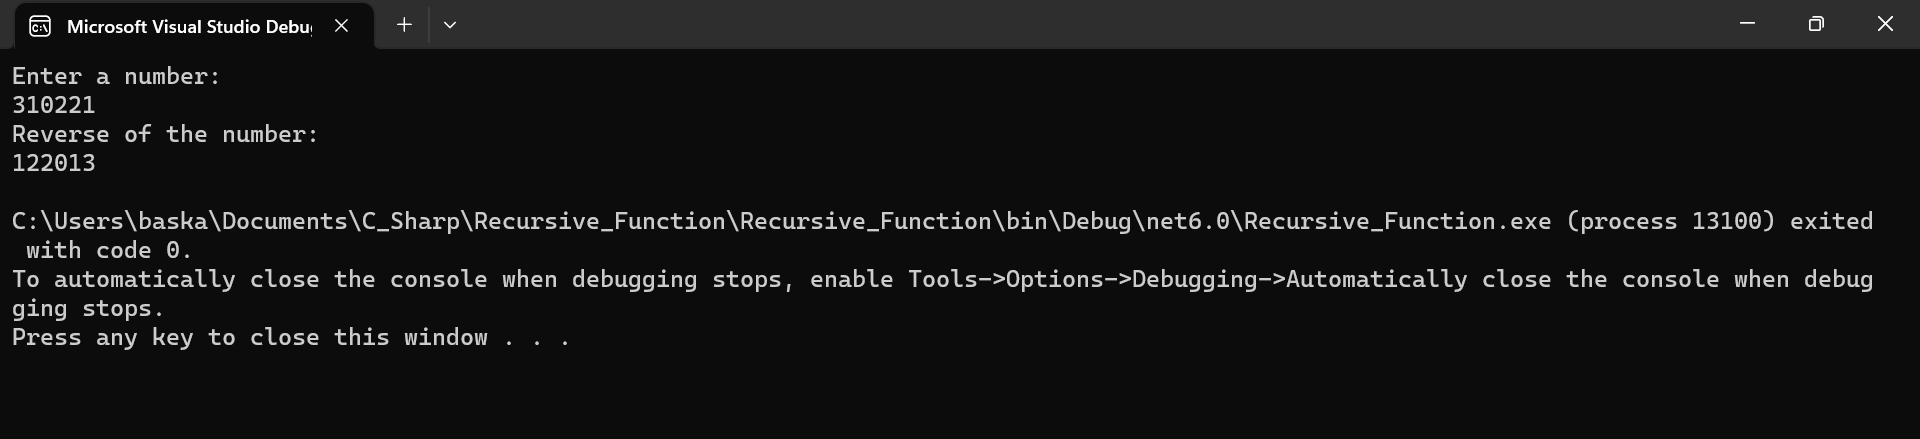 Microsoft Visual Studio Debu
Enter a number:
310221
Reverse of the number:
122013
C:\Users\baska\Documents\C_Sharp\Recursive_Function\Recursive_Function\bin\Debug\net6.0\Recursive_Function.exe (process 13100) exited
 with code 0.
To automatically close the console when debugging stops, enable Tools->Options->Debugging->Automatically close the console when debug
ging stops.
Press any key to close this window . . .